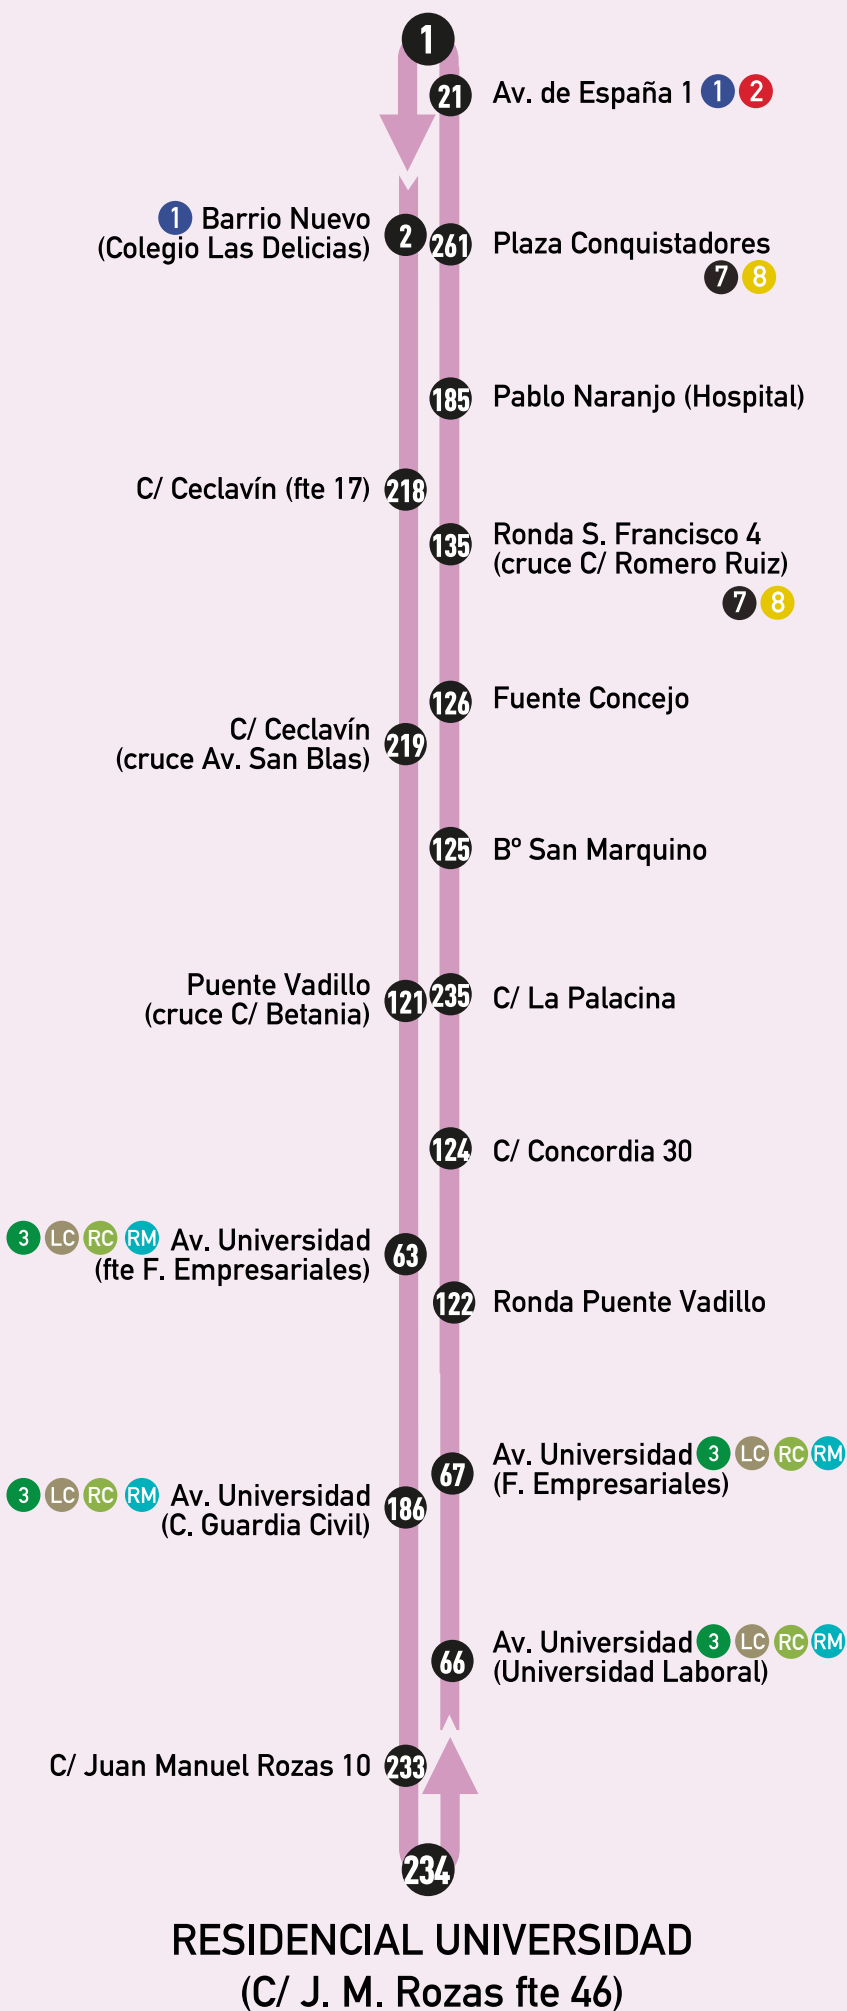 1
21 Av. de España 1 1 2
1 Barrio Nuevo
(Colegio Las Delicias)
2
261 Plaza Conquistadores
7 8
185 Pablo Naranjo (Hospital)
C/ Ceclavín (fte 17) 218
135 Ronda S. Francisco 4
(cruce C/ Romero Ruiz)
7 8
126 Fuente Concejo
C/ Ceclavín
(cruce Av. San Blas)
219
125 Bº San Marquino
Puente Vadillo
(cruce C/ Betania)
121
235 C/ La Palacina
124 C/ Concordia 30
3 LC RC RM Av. Universidad
(fte F. Empresariales)
63
122 Ronda Puente Vadillo
67 Av. Universidad 3 LC RC RM
(F. Empresariales)
3 LC RC RM Av. Universidad
(C. Guardia Civil)
186
66 Av. Universidad 3 LC RC RM
(Universidad Laboral)
C/ Juan Manuel Rozas 10 233
234
RESIDENCIAL UNIVERSIDAD
(C/ J. M. Rozas fte 46)